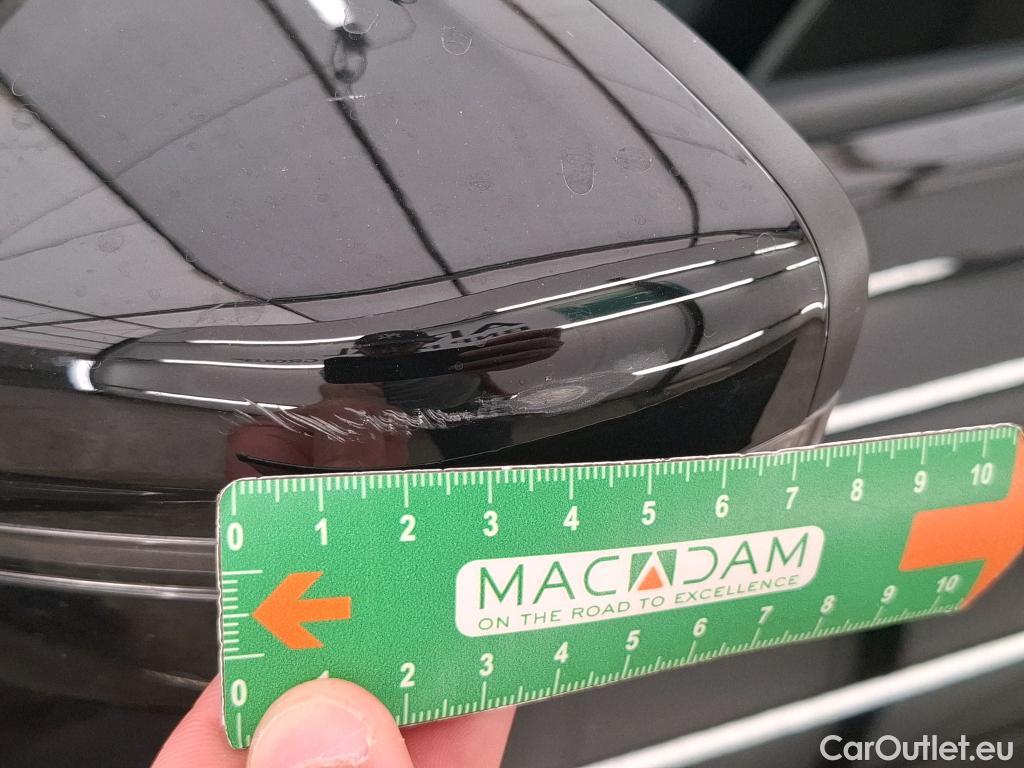 0 1 2 3 4 5 6 7 8 9 10
MACADAM
ON THE ROAD TO EXCELLENCE
0 2 3 4 5 6 7 8 9 10
CarOutlet.eu